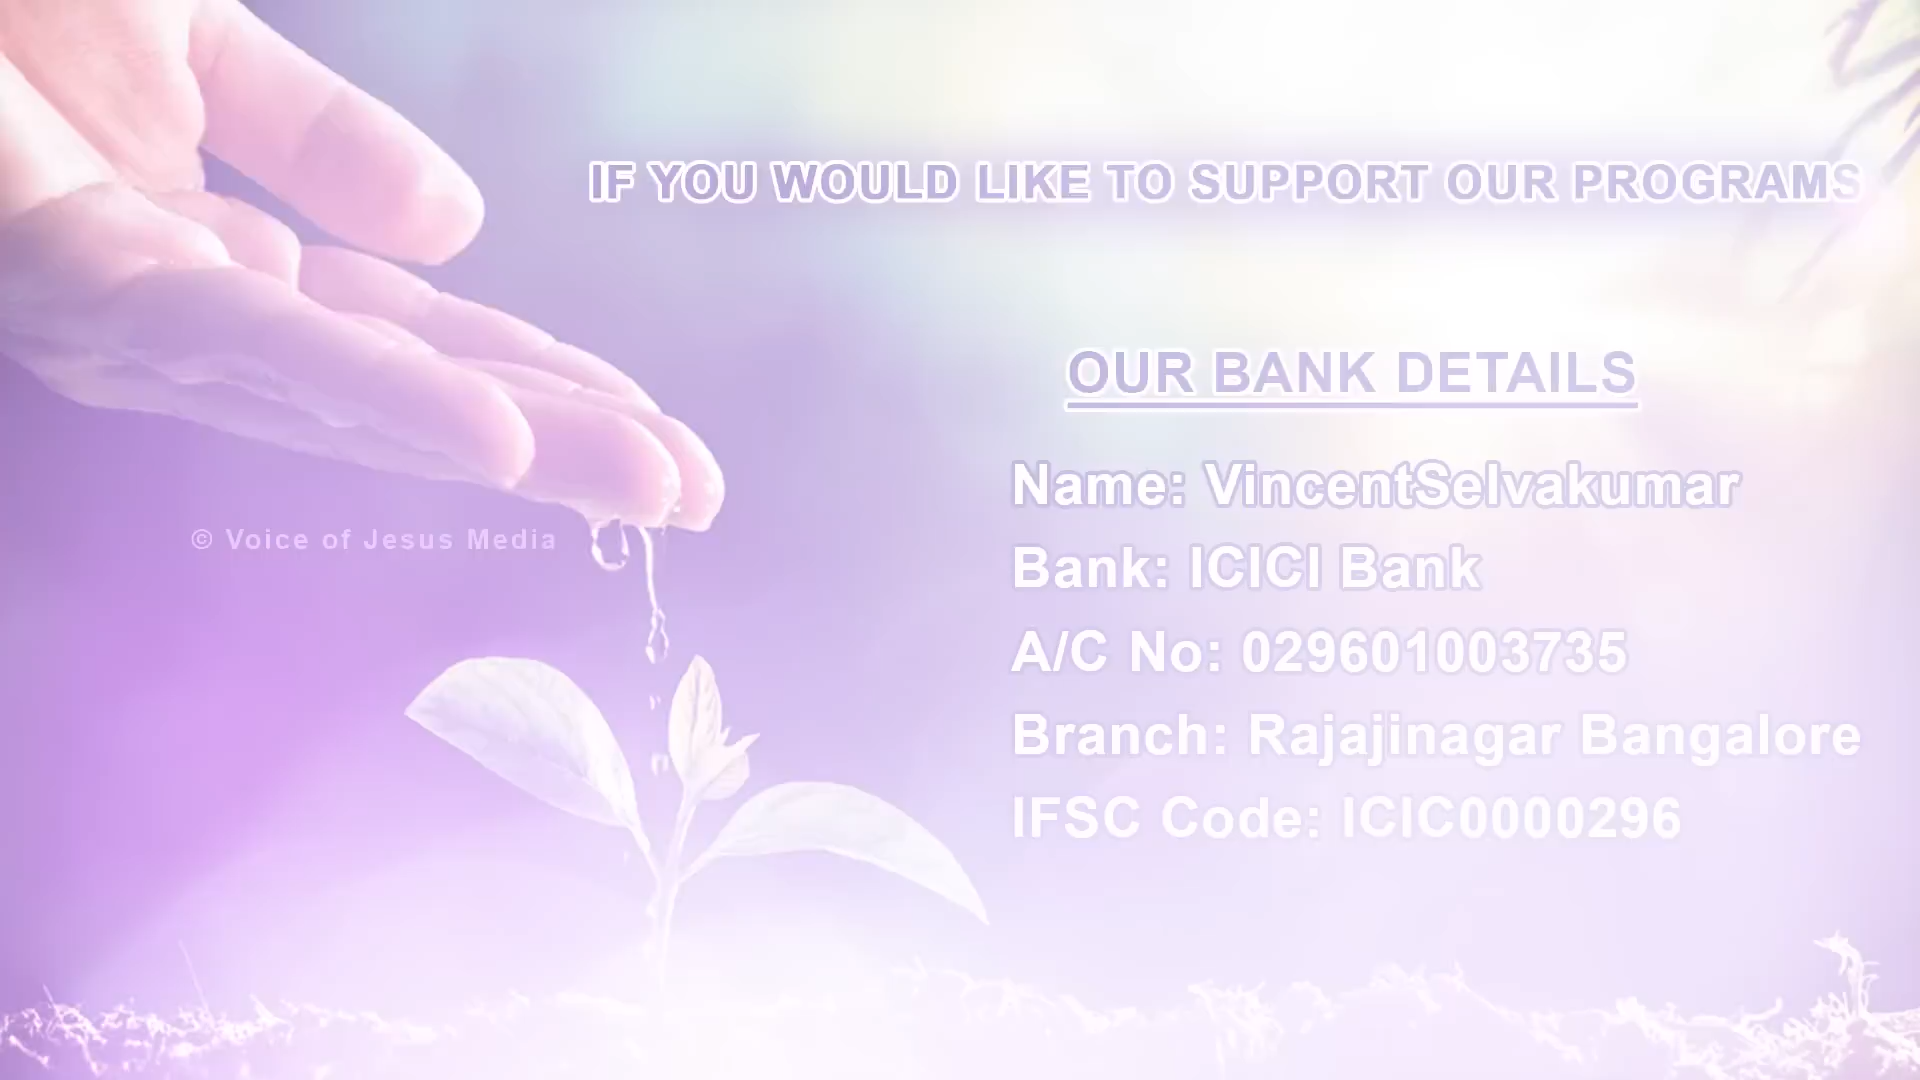 IF YOU WOULD LIKE TO SUPPORT OUR PROGRAMS
OUR BANK DETAILS
Name: VincentSelvakumar
Bank: ICICI Bank
A/C No: 029601003735
Branch: Rajajinagar Bangalore
IFSC Code: ICIC0000296
© Voice of Jesus Media